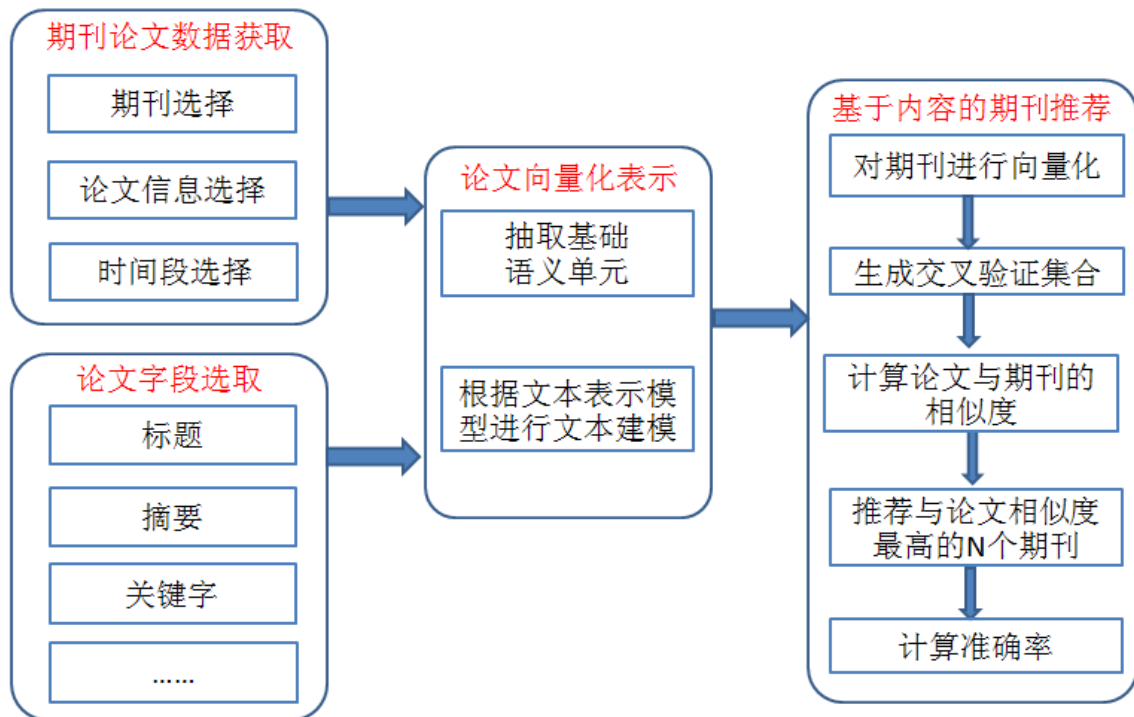 期刊论文数据获取
期刊选择
论文信息选择
时间段选择
论文字段选取
标题
摘要
关键字
……
论文向量化表示
抽取基础
语义单元
根据文本表示模
型进行文本建模
基于内容的期刊推荐
对期刊进行向量化
生成交叉验证集合
计算论文与期刊的
相似度
推荐与论文相似度
最高的N个期刊
计算准确率